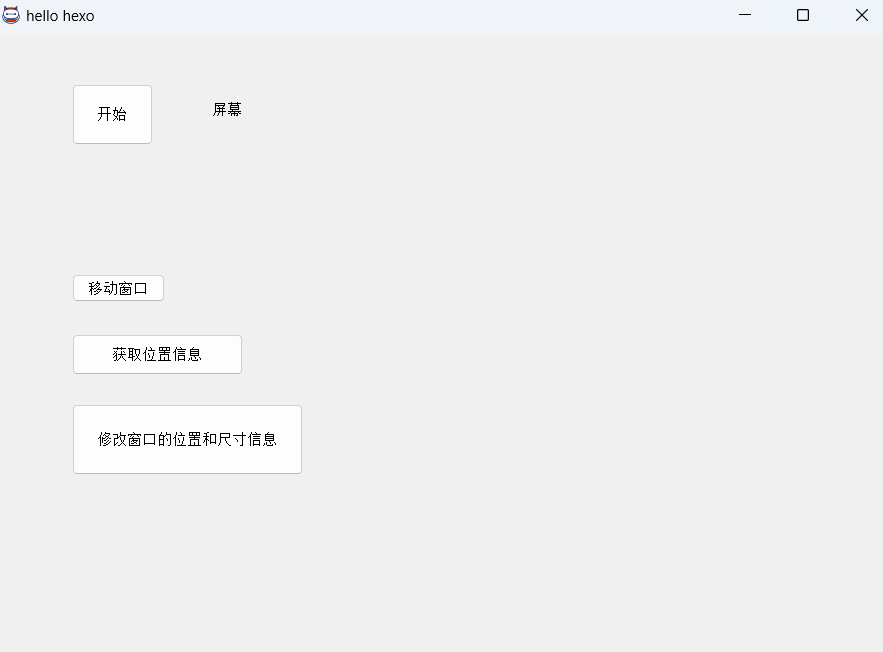 hello hexo
开始
屏幕
移动窗口
获取位置信息
修改窗口的位置和尺寸信息